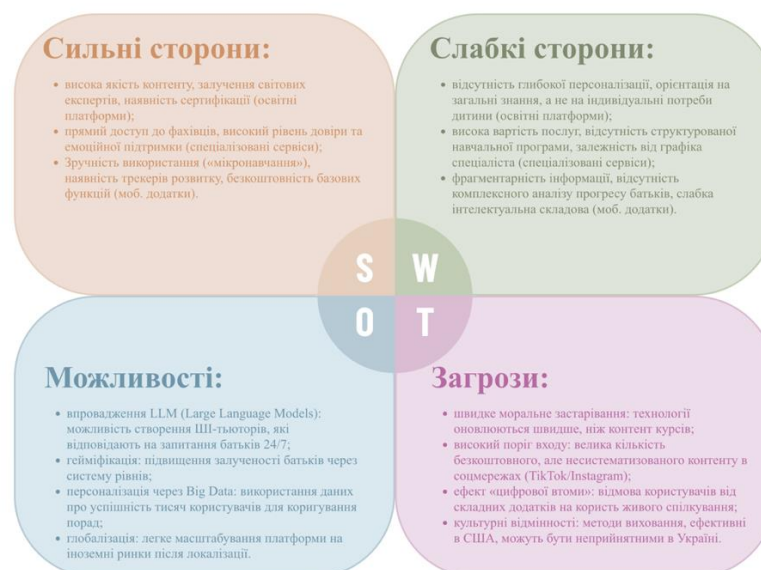 Сильні сторони:
• висока якість контенту, залучення світових
експертів, наявність сертифікації (освітні
платформи);
• прямий доступ до фахівців, високий рівень довіри та
емоційної підтримки (спеціалізовані сервіси);
• Зручність використання («мікронавчання»),
наявність трекерів розвитку, безкоштовність базових
функцій (моб. додатки).
Слабкі сторони:
• відсутність глибокої персоналізації, орієнтація на
загальні знання, а не на індивідуальні потреби
дитини (освітні платформи);
• висока вартість послуг, відсутність структурованої
навчальної програми, залежність від графіка
спеціаліста (спеціалізовані сервіси);
• фрагментарність інформації, відсутність
комплексного аналізу прогресу батьків, слабка
інтелектуальна складова (моб. додатки).
S W
O T
Можливості:
• впровадження LLM (Large Language Models):
можливість створення ШІ-тьюторів, які
відповідають на запитання батьків 24/7;
• гейміфікація: підвищення залученості батьків через
систему рівнів;
• персоналізація через Big Data: використання даних
про успішність тисяч користувачів для коригування
порад;
• глобалізація: легке масштабування платформи на
іноземні ринки після локалізації.
Загрози:
• швидке моральне застарівання: технології
оновлюються швидше, ніж контент курсів;
• високий поріг входу: велика кількість
безкоштовного, але несистематизованого контенту в
соцмережах (TikTok/Instagram);
• ефект «цифрової втоми»: відмова користувачів від
складних додатків на користь живого спілкування;
• культурні відмінності: методи виховання, ефективні
в США, можуть бути неприйнятними в Україні.